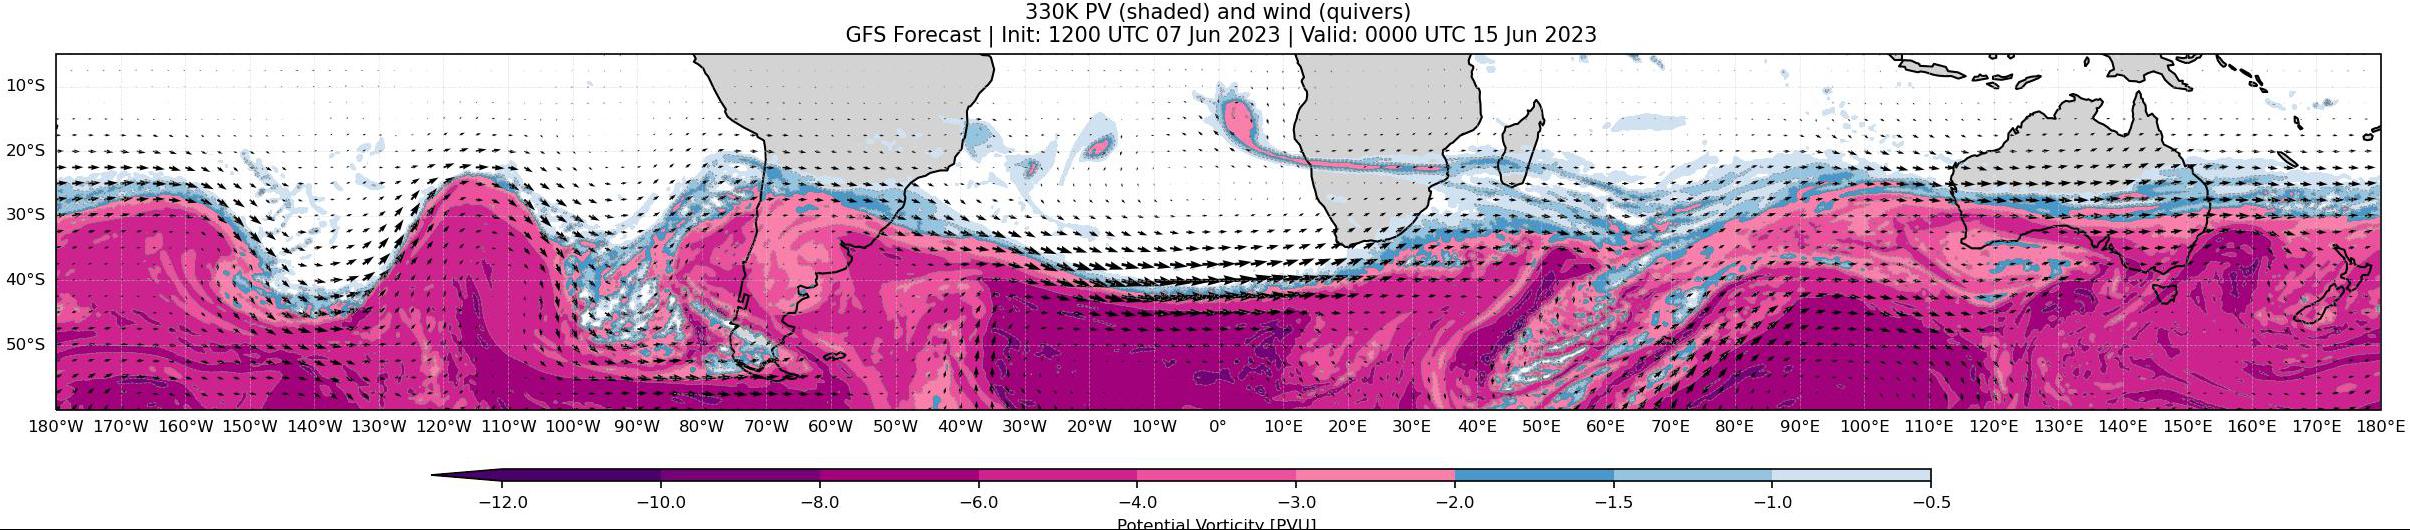 330K PV (shaded) and wind (quivers)
GFS Forecast | Init: 1200 UTC 07 Jun 2023 | Valid: 0000 UTC 15 Jun 2023
10°S
20°S
30°S
40°S
50°S
180°W 170°W 160°W 150°W 140°W 130°W 120°W 110°W 100°W 90°W 80°W 70°W 60°W 50°W 40°W 30°W 20°W 10°W 0° 10°E 20°E 30°E 40°E 50°E 60°E 70°E 80°E 90°E 100°E 110°E 120°E 130°E 140°E 150°E 160°E 170°E 180°E
−12.0 −10.0 −8.0 −6.0 −4.0 −3.0 −2.0 −1.5 −1.0 −0.5
Potential Vorticity [PVU]